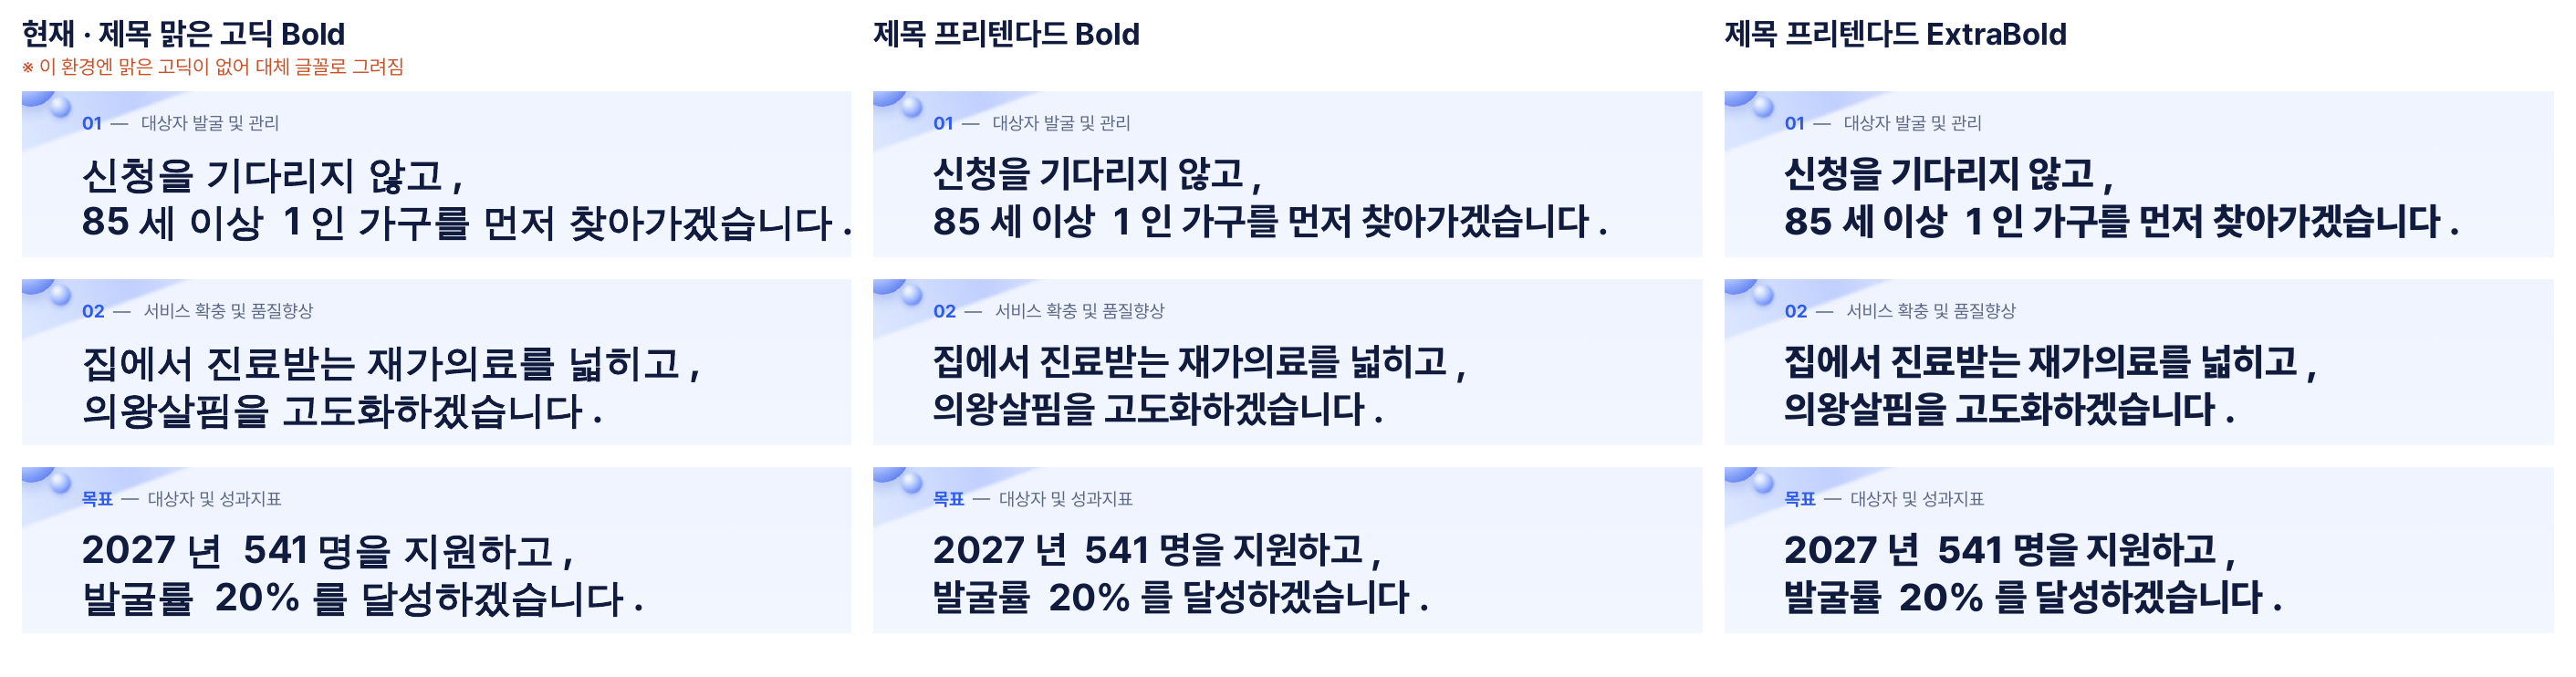 현재 · 제목 맑은 고딕 Bold
※ 이 환경엔 맑은 고딕이 없어 대체 글꼴로 그려짐
01 — 대상자 발굴 및 관리
신청을 기다리지 않고 ,
85 세 이상 1 인 가구를 먼저 찾아가겠습니다 .
02 — 서비스 확충 및 품질향상
집에서 진료받는 재가의료를 넓히고 ,
의왕살핌을 고도화하겠습니다 .
목표 — 대상자 및 성과지표
2027 년 541 명을 지원하고 ,
발굴률 20% 를 달성하겠습니다 .
제목 프리텐다드 Bold
01 — 대상자 발굴 및 관리
신청을 기다리지 않고 ,
85 세 이상 1 인 가구를 먼저 찾아가겠습니다 .
02 — 서비스 확충 및 품질향상
집에서 진료받는 재가의료를 넓히고 ,
의왕살핌을 고도화하겠습니다 .
목표 — 대상자 및 성과지표
2027 년 541 명을 지원하고 ,
발굴률 20% 를 달성하겠습니다 .
제목 프리텐다드 ExtraBold
01 — 대상자 발굴 및 관리
신청을 기다리지 않고 ,
85 세 이상 1 인 가구를 먼저 찾아가겠습니다 .
02 — 서비스 확충 및 품질향상
집에서 진료받는 재가의료를 넓히고 ,
의왕살핌을 고도화하겠습니다 .
목표 — 대상자 및 성과지표
2027 년 541 명을 지원하고 ,
발굴률 20% 를 달성하겠습니다 .